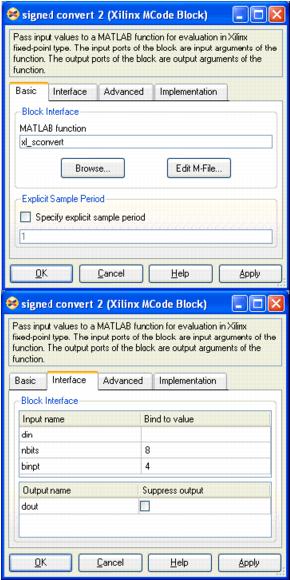 signed convert 2 (Xilinx MCode Block)
Pass input values to a MATLAB function for evaluation in Xilinx
fixed-point type. The input ports of the block are input arguments of
the function. The output ports of the block are output arguments of the
function.
Basic Interface Advanced Implementation
Block Interface
MATLAB function
xl_sconvert
Browse... Edit M-File...
Explicit Sample Period
Specify explicit sample period
1
OK Cancel Help Apply
signed convert 2 (Xilinx MCode Block)
Pass input values to a MATLAB function for evaluation in Xilinx
fixed-point type. The input ports of the block are input arguments of
the function. The output ports of the block are output arguments of the
function.
Basic Interface Advanced Implementation
Block Interface
Input name Bind to value
din
nbits 8
binpt 4
Output name Suppress output
dout
OK Cancel Help Apply